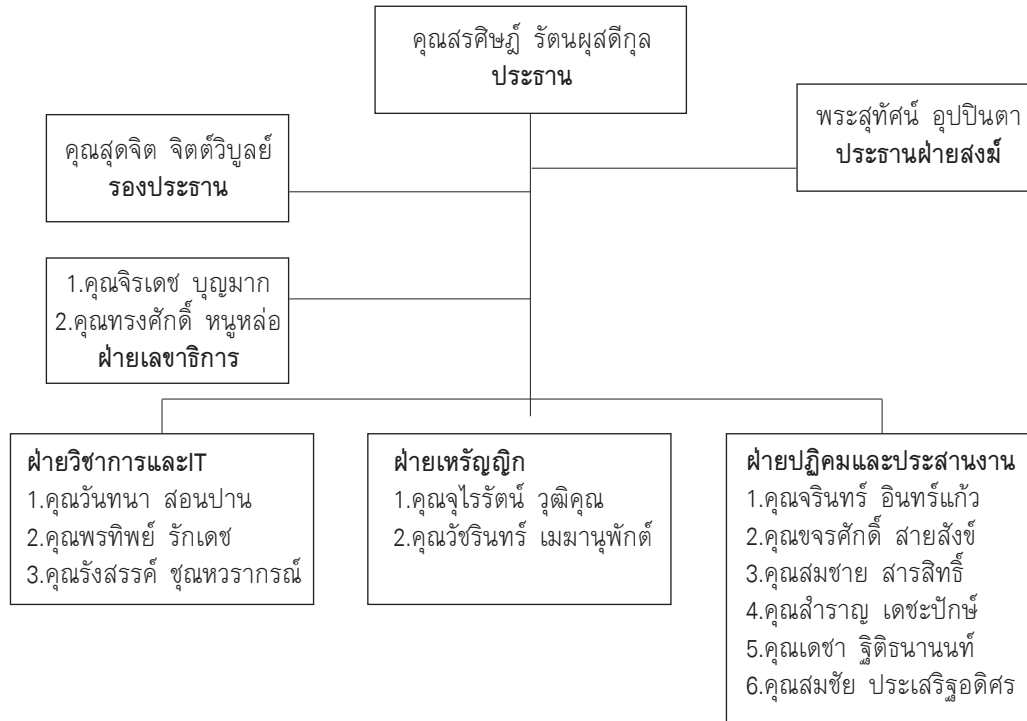 คุณสรศิษฎ์ รัตนผุสดีกุล
ประธาน
พระสุทัศน์ อุปปินตา
ประธานฝ่ายสงฆ์
คุณสุดจิต จิตต์วิบูลย์
รองประธาน
1.คุณจิรเดช บุญมาก
2.คุณทรงศักดิ์ หนูหล่อ
ฝ่ายเลขาธิการ
ฝ่ายวิชาการและIT
1.คุณวันทนา สอนปาน
2.คุณพรทิพย์ รักเดช
3.คุณรังสรรค์ ชุณหวรากรณ์
ฝ่ายเหรัญญิก
1.คุณจุไรรัตน์ วุฒิคุณ
2.คุณวัชรินทร์ เมฆานุพักต์
ฝ่ายปฏิคมและประสานงาน
1.คุณจรินทร์ อินทร์แก้ว
2.คุณขจรศักดิ์ สายสังข์
3.คุณสมชาย สารสิทธิ์
4.คุณสำราญ เดชะปักษ์
5.คุณเดชา ฐิติธนานนท์
6.คุณสมชัย ประเสริฐอดิศร